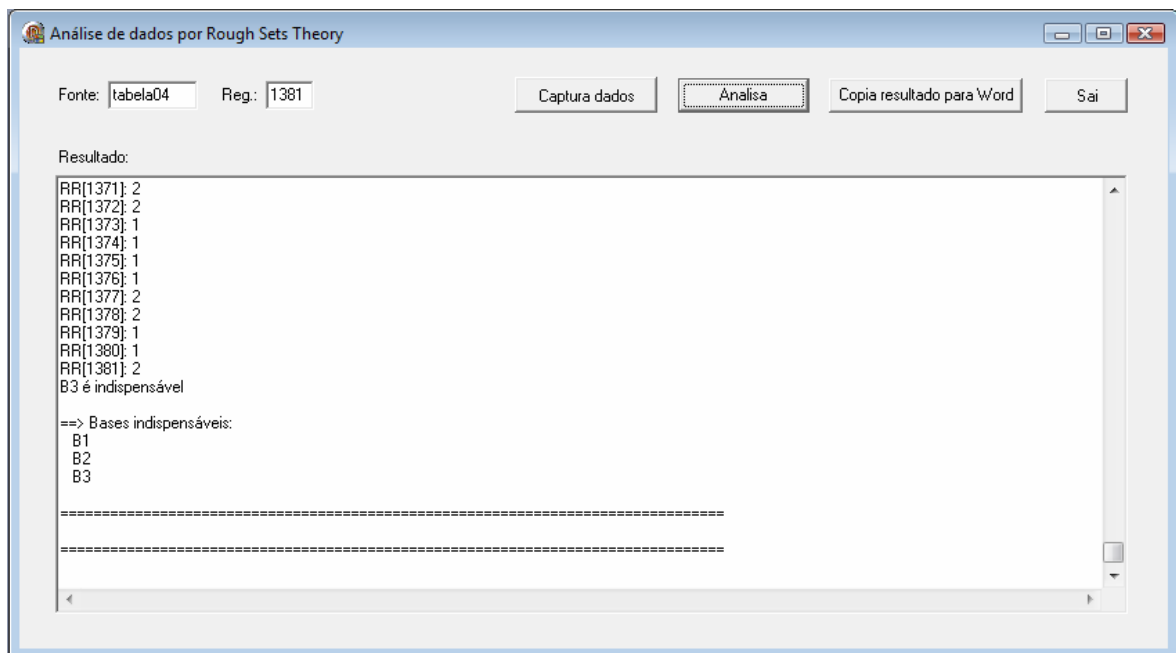 Análise de dados por Rough Sets Theory
Fonte: tabela04 Reg.: 1381 Captura dados Analisa Copia resultado para Word Sai
Resultado:
RR[1371]: 2
RR[1372]: 2
RR[1373]: 1
RR[1374]: 1
RR[1375]: 1
RR[1376]: 1
RR[1377]: 2
RR[1378]: 2
RR[1379]: 1
RR[1380]: 1
RR[1381]: 2
B3 é indispensável
==> Bases indispensáveis:
B1
B2
B3
================================================================================
================================================================================